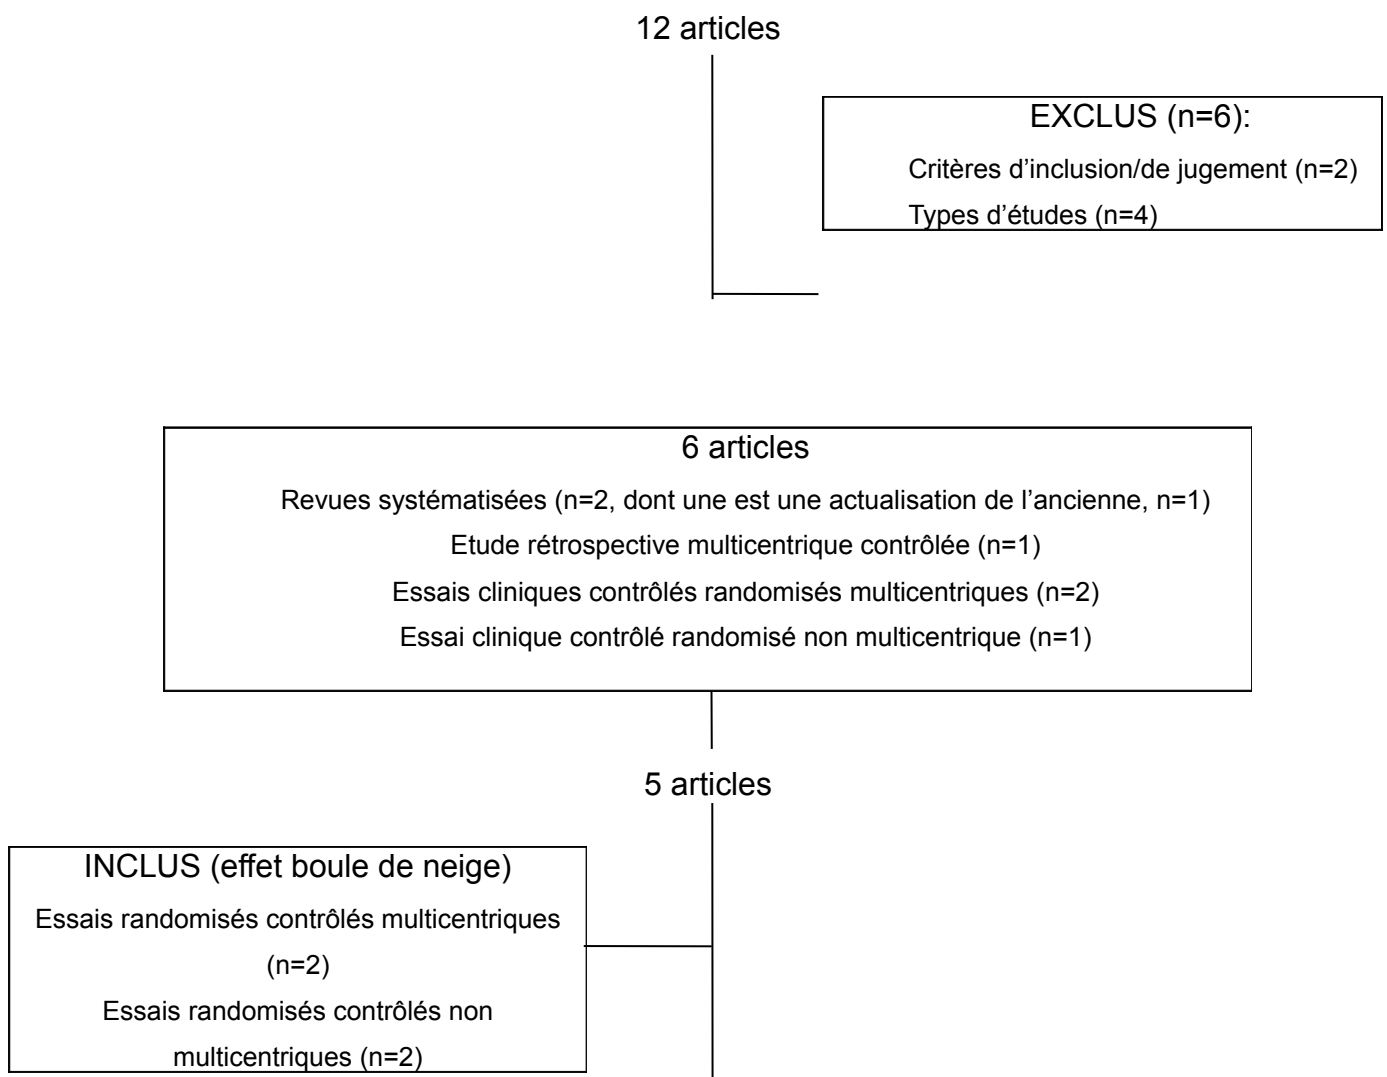 12 articles
EXCLUS (n=6):
Critères d’inclusion/de jugement (n=2)
Types d’études (n=4)
6 articles
Revues systématisées (n=2, dont une est une actualisation de l’ancienne, n=1)
Etude rétrospective multicentrique contrôlée (n=1)
Essais cliniques contrôlés randomisés multicentriques (n=2)
Essai clinique contrôlé randomisé non multicentrique (n=1)
5 articles
INCLUS (effet boule de neige)
Essais randomisés contrôlés multicentriques
(n=2)
Essais randomisés contrôlés non
multicentriques (n=2)